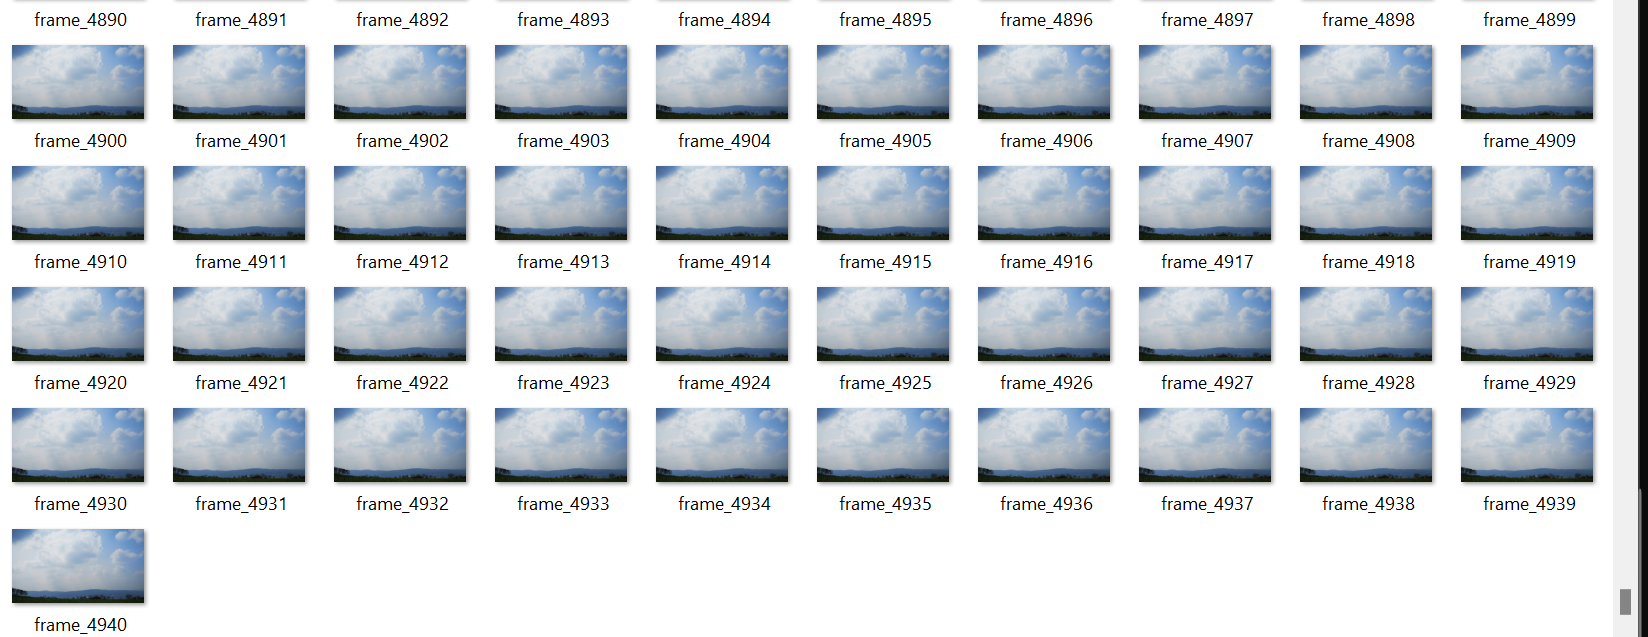 frame_4890 frame_4891 frame_4892 frame_4893 frame_4894 frame_4895 frame_4896 frame_4897 frame_4898 frame_4899
frame_4900 frame_4901 frame_4902 frame_4903 frame_4904 frame_4905 frame_4906 frame_4907 frame_4908 frame_4909
frame_4910 frame_4911 frame_4912 frame_4913 frame_4914 frame_4915 frame_4916 frame_4917 frame_4918 frame_4919
frame_4920 frame_4921 frame_4922 frame_4923 frame_4924 frame_4925 frame_4926 frame_4927 frame_4928 frame_4929
frame_4930 frame_4931 frame_4932 frame_4933 frame_4934 frame_4935 frame_4936 frame_4937 frame_4938 frame_4939
frame_4940